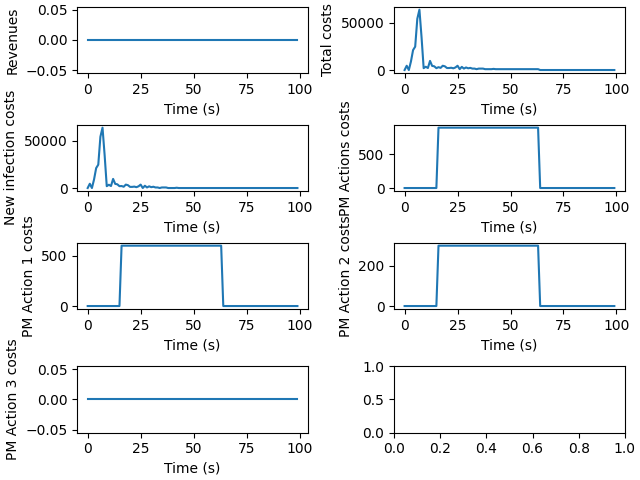 Revenues
0.05
0.00
−0.05
0 25 50 75 100
Time (s)
Total costs
50000
0
0 25 50 75 100
Time (s)
New infection costs
50000
0
0 25 50 75 100
Time (s)
PM Actions costs
500
0
0 25 50 75 100
Time (s)
PM Action 1 costs
500
0
0 25 50 75 100
Time (s)
PM Action 2 costs
200
0
0 25 50 75 100
Time (s)
PM Action 3 costs
0.05
0.00
−0.05
0 25 50 75 100
Time (s)
1.0
0.5
0.0
0.0 0.2 0.4 0.6 0.8 1.0